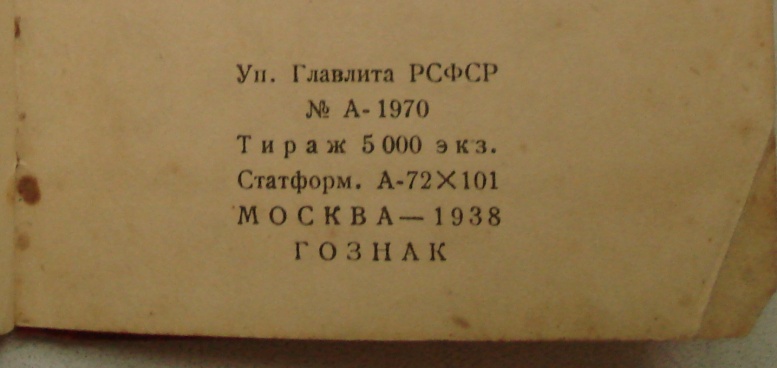 Уп. Главлита РСФСР
№ А-1970
Тираж 5000 экз.
Статформ. А-72×101
МОСКВА—1938
ГОЗНАК